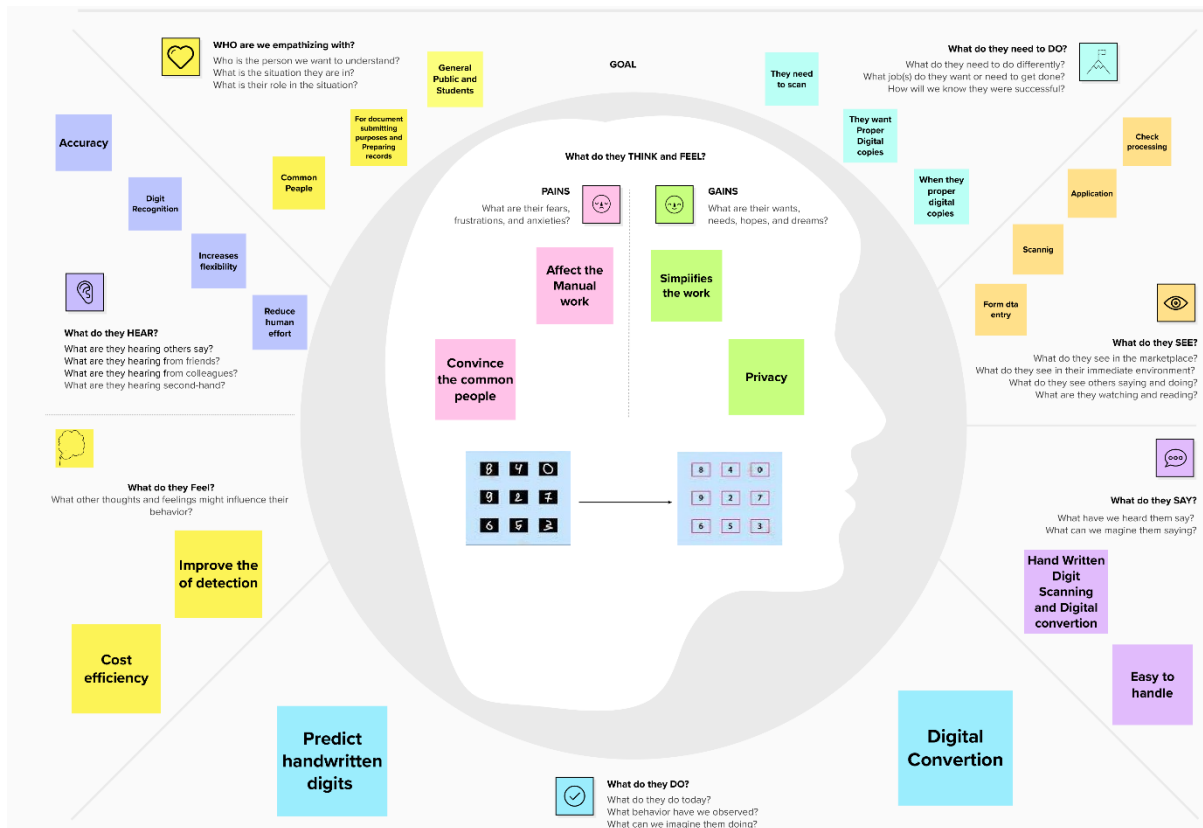 WHO are we empathizing with?
Who is the person we want to understand?
What is the situation they are in?
What is their role in the situation?
General
Public and
Students
For document
submitting
purposes and
Preparing
records
Common
People
GOAL
They need
to scan
They want
Proper
Digital
copies
When they
proper
digital
copies
What do they need to DO?
What do they need to do differently?
What job(s) do they want or need to get done?
How will we know they were successful?
Accuracy
Digit
Recognition
Increases
flexibility
Reduce
human
effort
What do they HEAR?
What are they hearing others say?
What are they hearing from friends?
What are they hearing from colleagues?
What are they hearing second-hand?
What do they THINK and FEEL?
PAINS
What are their fears,
frustrations, and anxieties?
GAINS
What are their wants,
needs, hopes, and dreams?
Affect the
Manual
work
Convince
the common
people
Simplifies
the work
Privacy
8 4 0
9 2 7
6 5 3
8 4 0
9 2 7
6 5 3
Check
processing
Application
Scannig
Form dta
entry
What do they SEE?
What do they see in the marketplace?
What do they see in their immediate environment?
What do they see others saying and doing?
What are they watching and reading?
What do they Feel?
What other thoughts and feelings might influence their
behavior?
Improve the
of detection
Cost
efficiency
What do they SAY?
What have we heard them say?
What can we magine them saying?
Hand Written
Digit
Scanning
and Digital
convertion
Easy to
handle
Predict
handwritten
digits
What do they DO?
What do they do today?
What behavior have we observed?
What can we imagine them doing?
Digital
Convertion